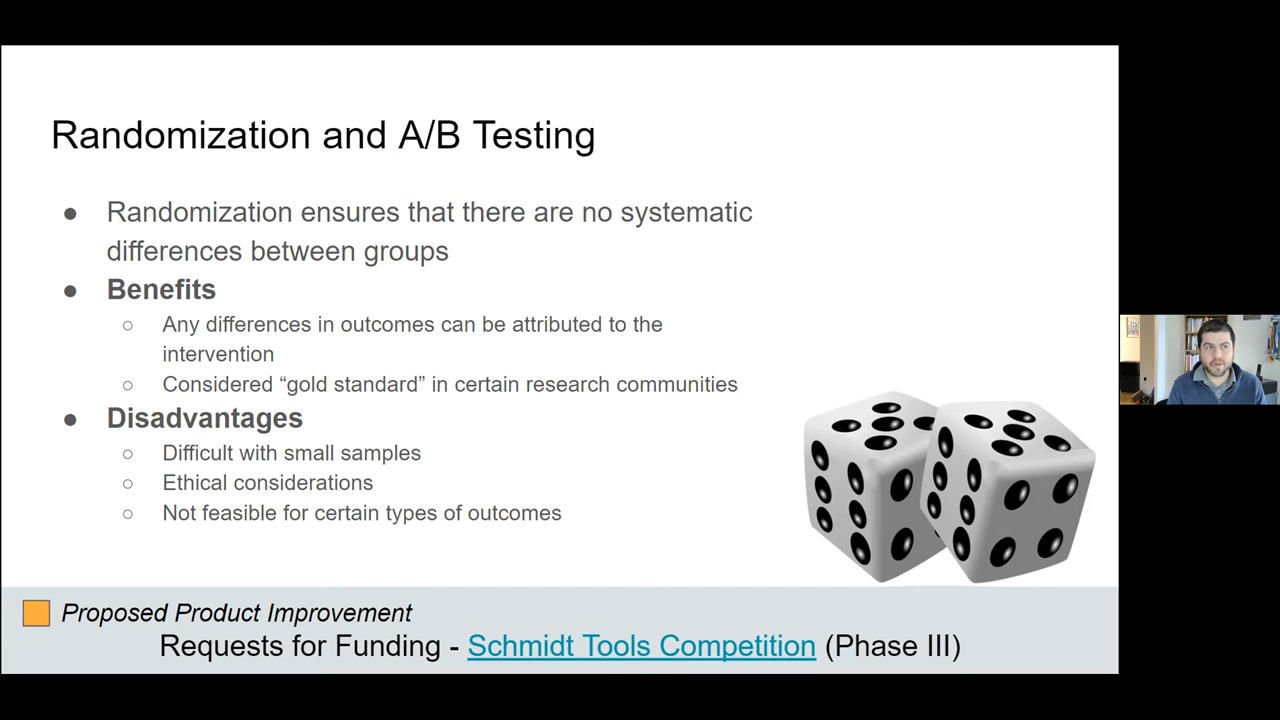 Randomization and A/B Testing
● Randomization ensures that there are no systematic
differences between groups
● Benefits
○ Any differences in outcomes can be attributed to the
intervention
○ Considered “gold standard” in certain research communities
● Disadvantages
○ Difficult with small samples
○ Ethical considerations
○ Not feasible for certain types of outcomes
Proposed Product Improvement
Requests for Funding - Schmidt Tools Competition (Phase III)